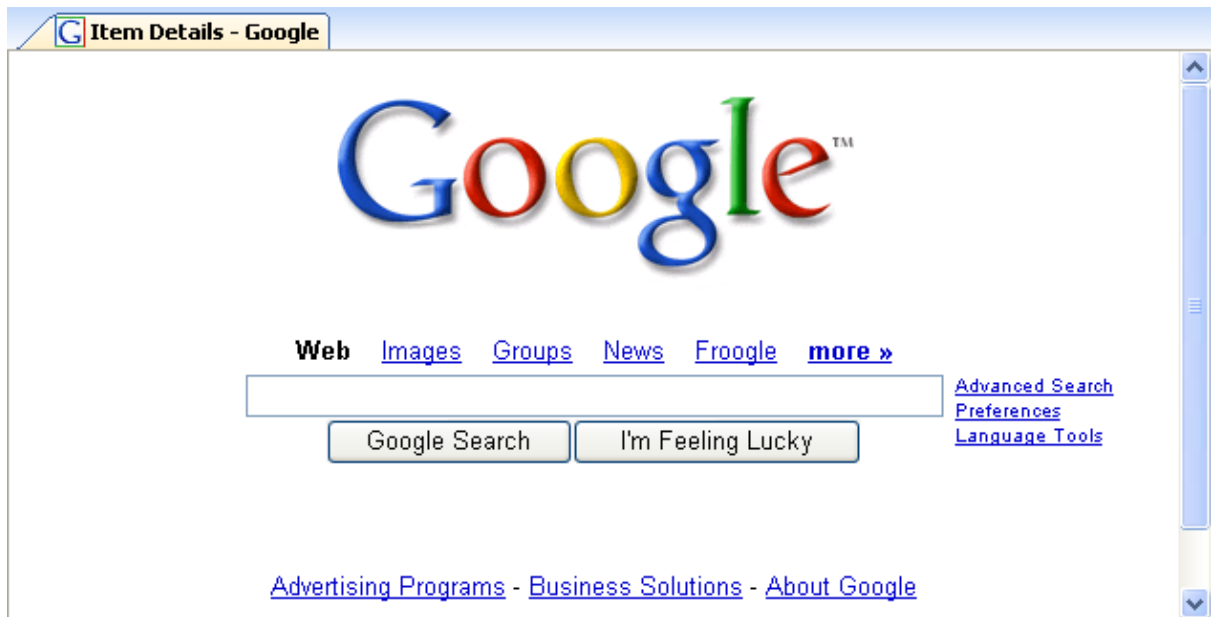 Item Details - Google
Google™
Web Images Groups News Froogle more »
Advanced Search
Preferences
Language Tools
Google Search I'm Feeling Lucky
Advertising Programs - Business Solutions - About Google